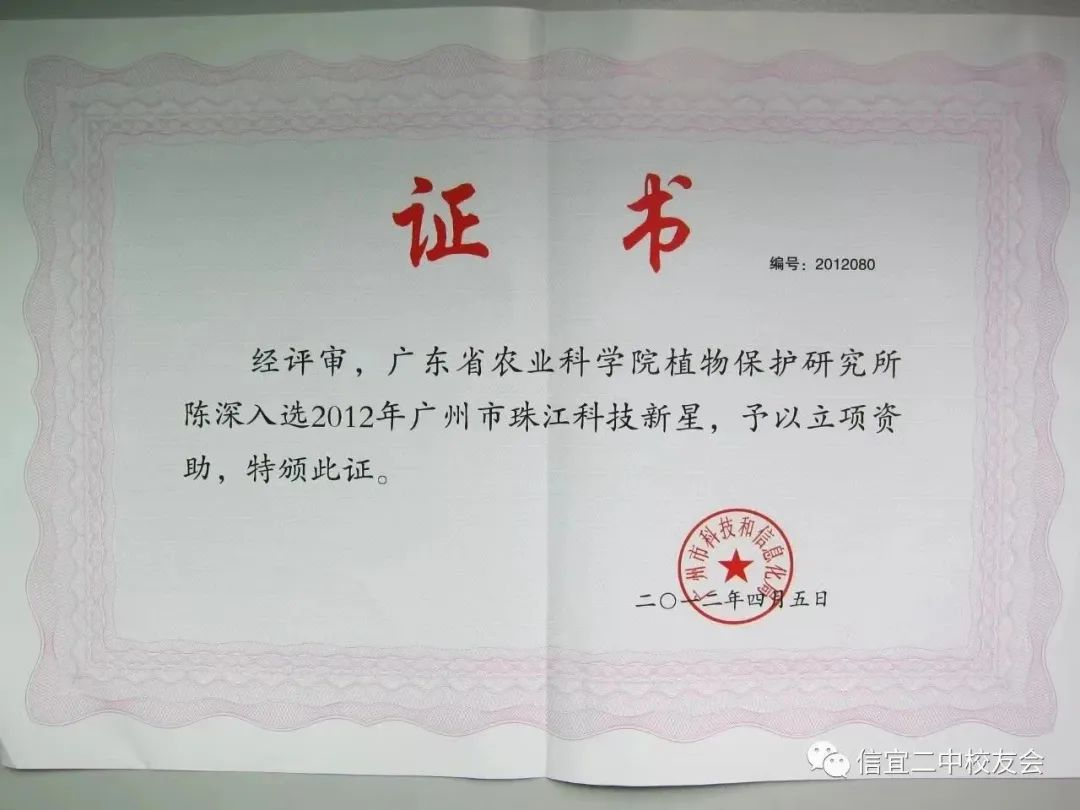 证 书
编号：2012080
经评审，广东省农业科学院植物保护研究所
陈深入选2012年广州市珠江科技新星，予以立项资
助，特颁此证。
广州市科技和信息化局
二〇一二年四月五日
信宜二中校友会